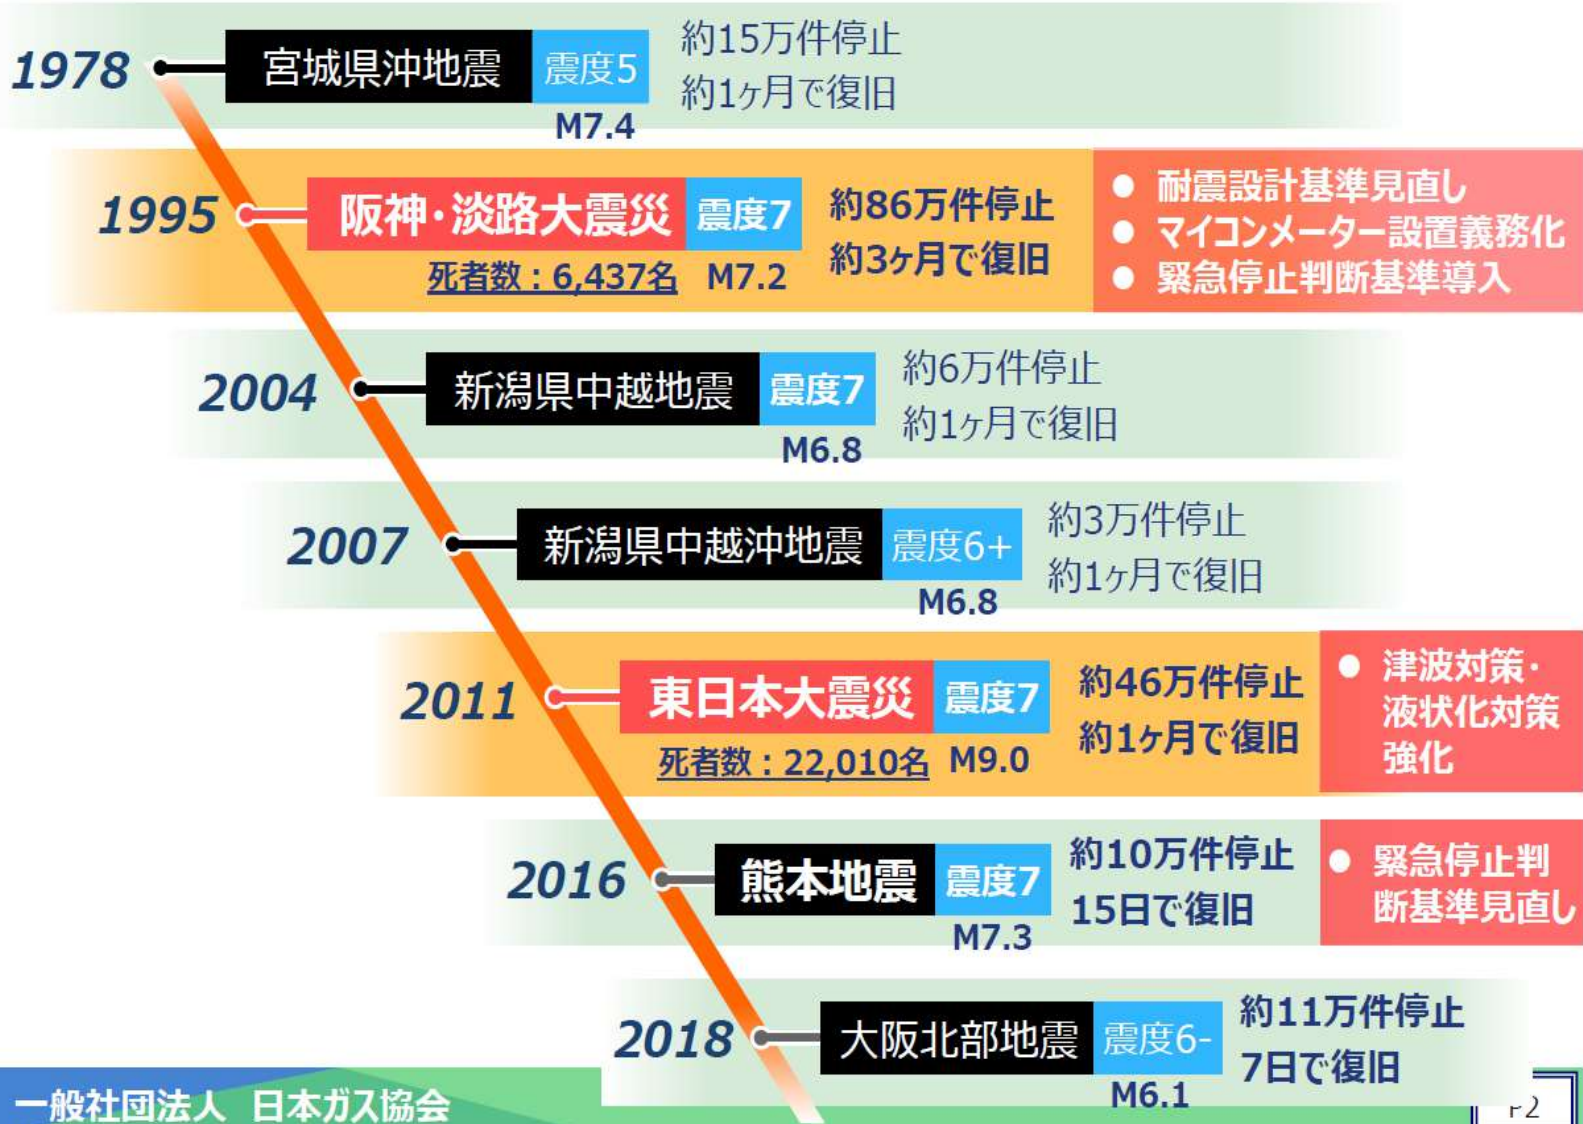 1978 宮城県沖地震 震度5
M7.4
約15万件停止
約1ヶ月で復旧
1995 阪神・淡路大震災 震度7
死者数：6,437名 M7.2
約86万件停止
約3ヶ月で復旧
● 耐震設計基準見直し
● マイコンメーター設置義務化
● 緊急停止判断基準導入
2004 新潟県中越地震 震度7
M6.8
約6万件停止
約1ヶ月で復旧
2007 新潟県中越沖地震 震度6+
M6.8
約3万件停止
約1ヶ月で復旧
2011 東日本大震災 震度7
死者数：22,010名 M9.0
約46万件停止
約1ヶ月で復旧
● 津波対策・
液状化対策
強化
2016 熊本地震 震度7
M7.3
約10万件停止
15日で復旧
● 緊急停止判
断基準見直し
2018 大阪北部地震 震度6-
M6.1
約11万件停止
7日で復旧
一般社団法人 日本ガス協会
P2